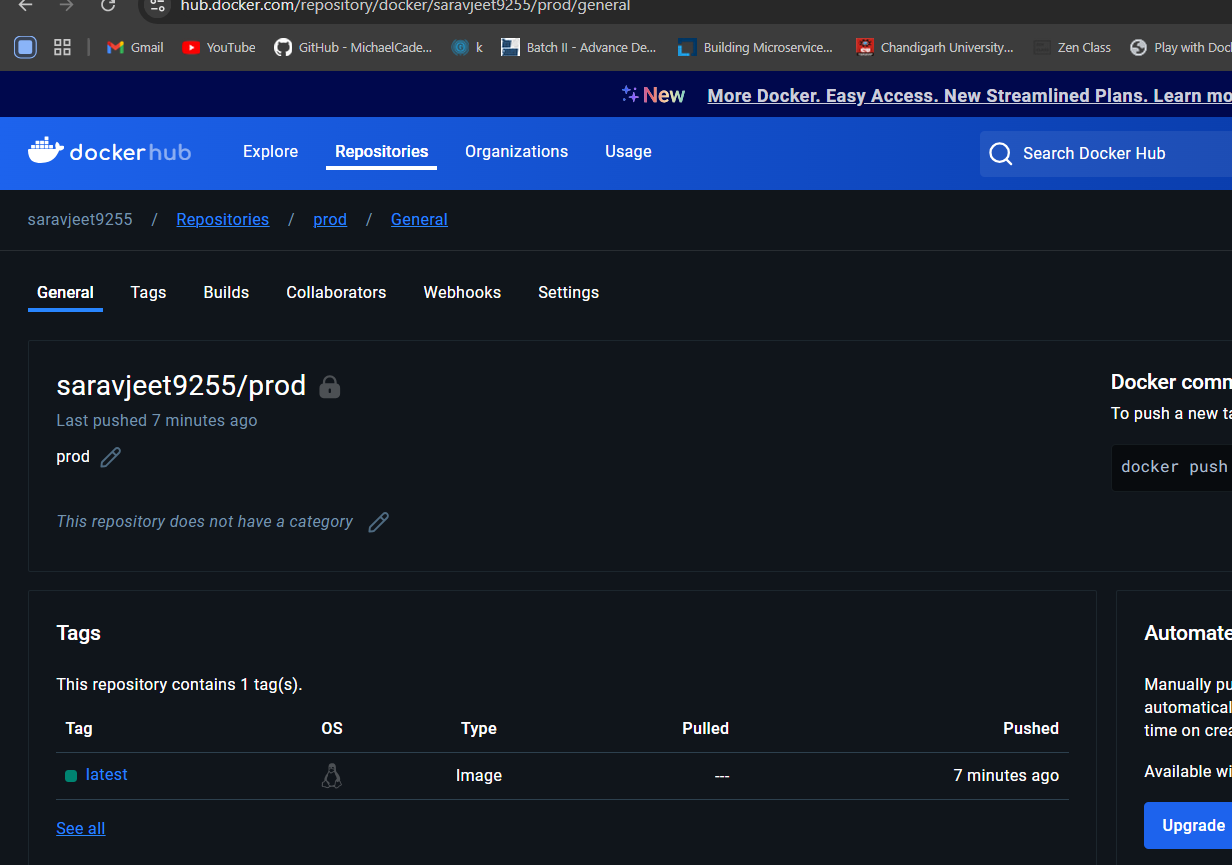 hub.docker.com/repository/docker/saravjeet9255/prod/general
Gmail YouTube GitHub - MichaelCade... k Batch II - Advance De... Building Microservice... Chandigarh University,... Zen Class Play with Doc
New More Docker. Easy Access. New Streamlined Plans. Learn mo
dockerhub Explore Repositories Organizations Usage Search Docker Hub
saravjeet9255 / Repositories / prod / General
General Tags Builds Collaborators Webhooks Settings
saravjeet9255/prod
Last pushed 7 minutes ago
prod
This repository does not have a category
Docker comm
To push a new ta
docker push
Tags
This repository contains 1 tag(s).
Tag OS Type Pulled Pushed
latest Image --- 7 minutes ago
See all
Automate
Manually pu
automatical
time on crea
Available wi
Upgrade